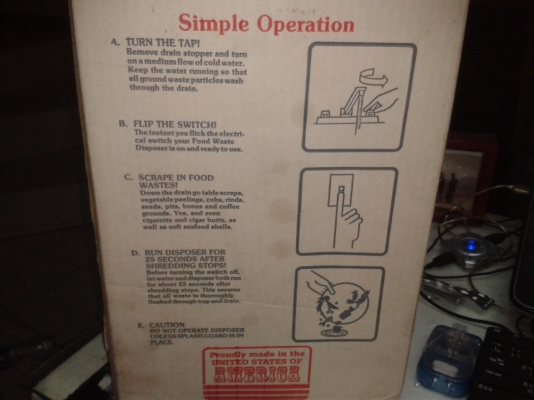 Simple Operation
A. TURN THE TAP!
Remove drain stopper and turn
on a medium flow of cold water.
Keep the water running so that
all ground waste particles wash
through the drain.
B. FLIP THE SWITCH!
The instant you flick the electri-
cal switch your Food Waste
Disposer is on and ready to use.
C. SCRAPE IN FOOD
WASTES!
Down the drain go table scraps,
vegetable peelings, cobs, rinds,
seeds, pits, bones and coffee
grounds. Yes, and even
cigarette and cigar butts, as
well as soft seafood shells.
D. RUN DISPOSER FOR
25 SECONDS AFTER
SHREDDING STOPS!
Before turning the switch off,
let water and disposer both run
for about 25 seconds after
shredding stops. This assures
that all waste is thoroughly
flushed through trap and drain.
E. CAUTION
DO NOT OPERATE DISPOSER
UNLESS SPLASH GUARD IS IN
PLACE.
Proudly made in the
UNITED STATES OF
AMERICA